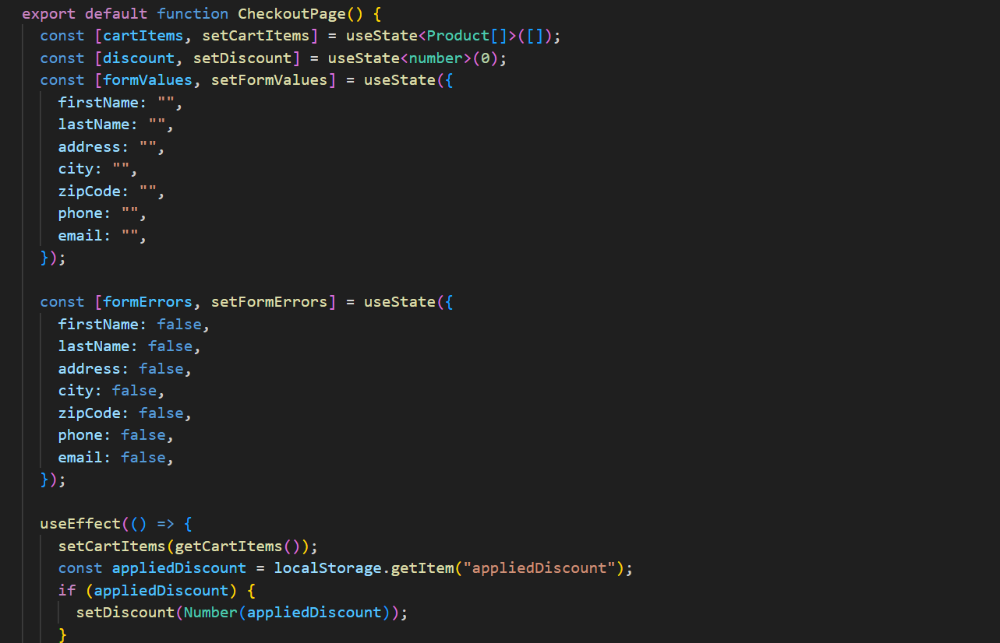 export default function CheckoutPage() {
  const [cartItems, setCartItems] = useState<Product[]>([]);
  const [discount, setDiscount] = useState<number>(0);
  const [formValues, setFormValues] = useState({
    firstName: "",
    lastName: "",
    address: "",
    city: "",
    zipCode: "",
    phone: "",
    email: "",
  });

  const [formErrors, setFormErrors] = useState({
    firstName: false,
    lastName: false,
    address: false,
    city: false,
    zipCode: false,
    phone: false,
    email: false,
  });

  useEffect(() => {
    setCartItems(getCartItems());
    const appliedDiscount = localStorage.getItem("appliedDiscount");
    if (appliedDiscount) {
      setDiscount(Number(appliedDiscount));
    }